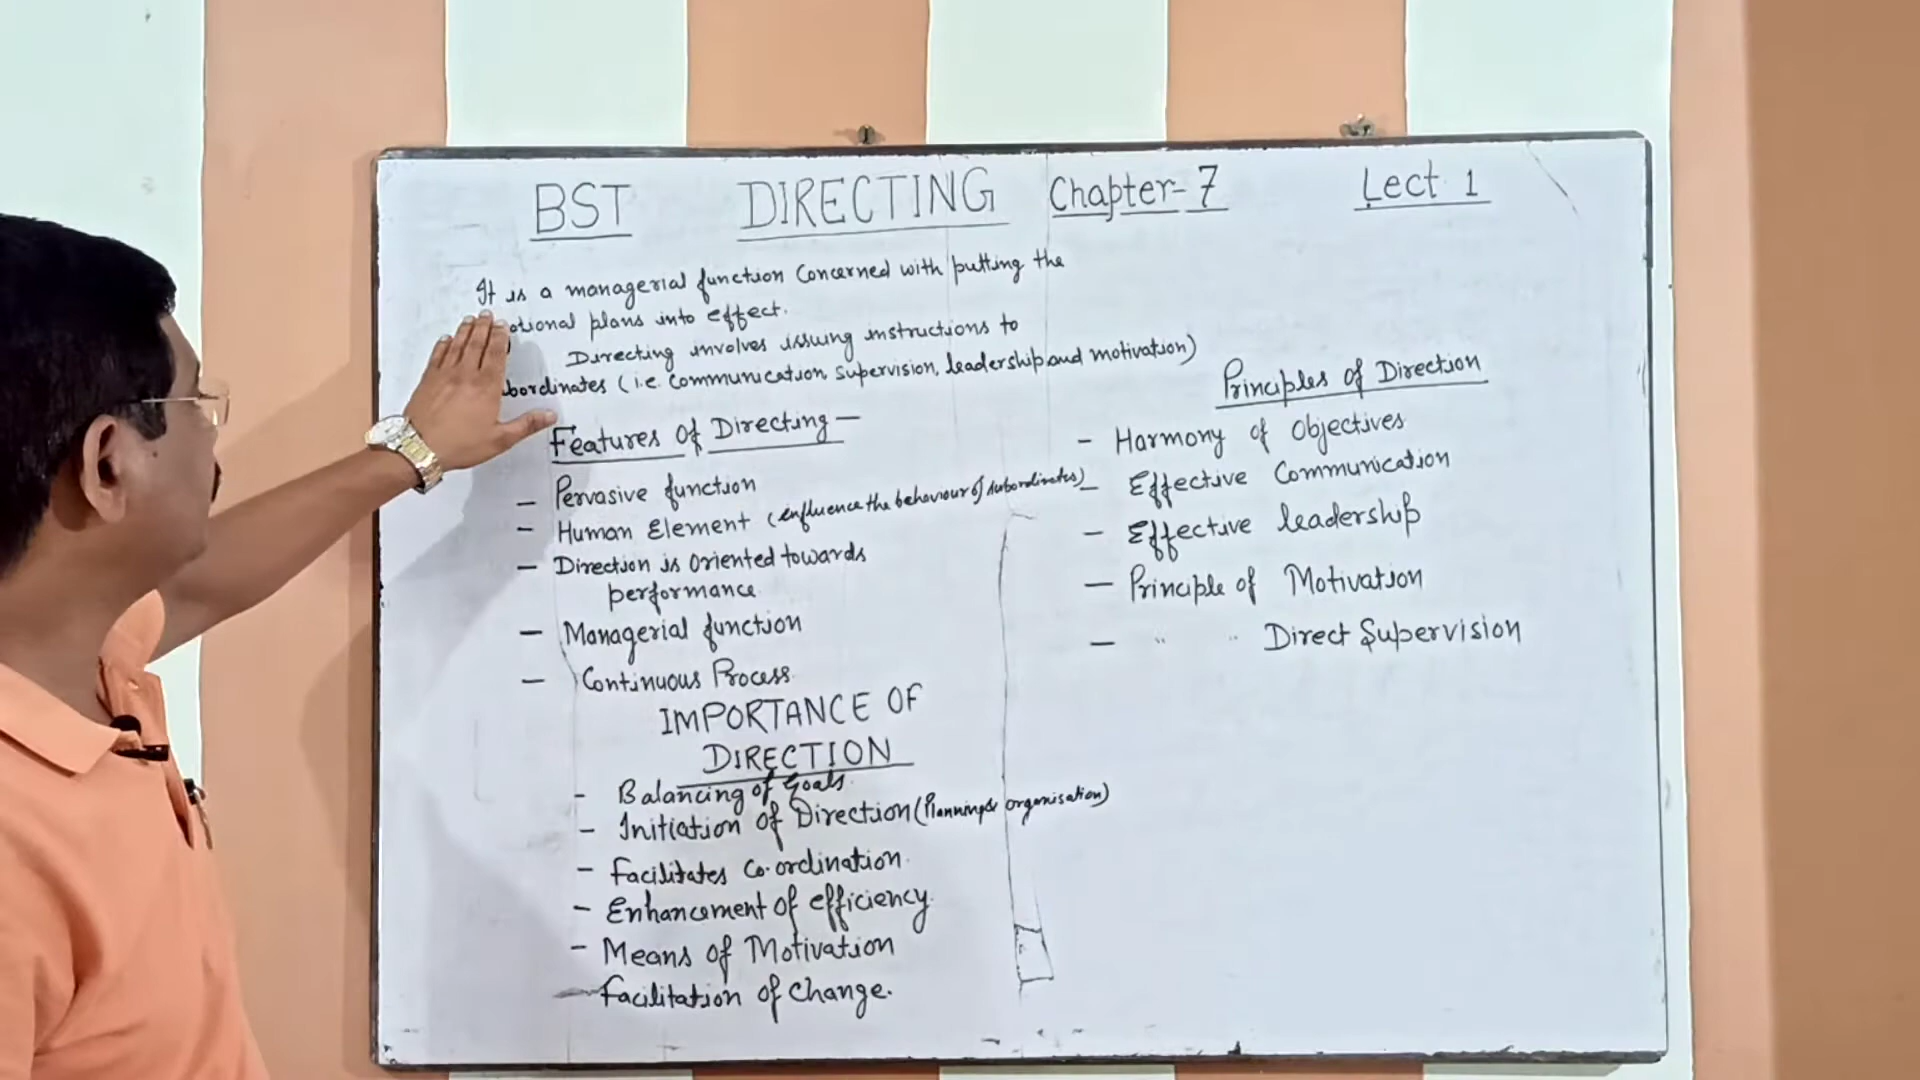 BST DIRECTING Chapter-7 Lect 1
It is a managerial function Concerned with putting the
otional plans into effect.
Directing involves issuing instructions to
bordinates (i.e. Communication, Supervision, leadership and motivation)
Features Of Directing —
- Pervasive function
- Human Element (influence the behaviour of subordinates)
- Direction is Oriented towards
performance
- Managerial function
- Continuous Process
IMPORTANCE OF
DIRECTION
- Balancing of Goals.
- Initiation of Direction (Planning & organisation)
- Facilitates Co-ordination
- Enhancement of efficiency
- Means of Motivation
- Facilitation of Change.
Principles of Direction
- Harmony of Objectives
- Effective Communication
- Effective leadership
- Principle of Motivation
- " " Direct Supervision